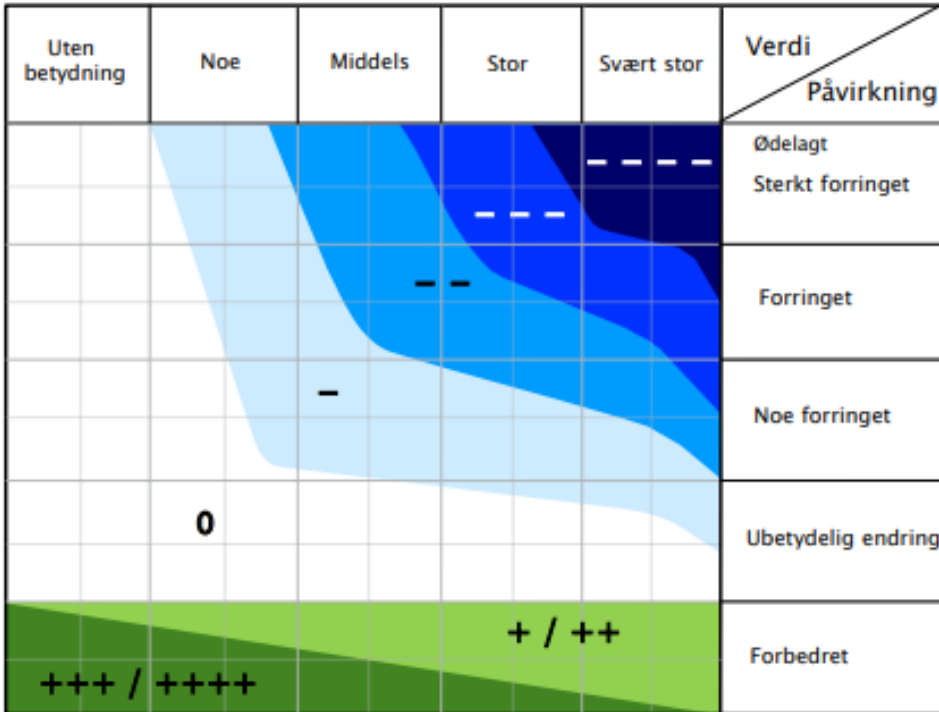 Uten
betydning
Noe
Middels
Stor
Svært stor
Verdi
Påvirkning
Ødelagt
Sterkt forringet
Forringet
Noe forringet
Ubetydelig endring
Forbedret
– – – –
– – –
– –
–
0
+ / ++
+++ / ++++